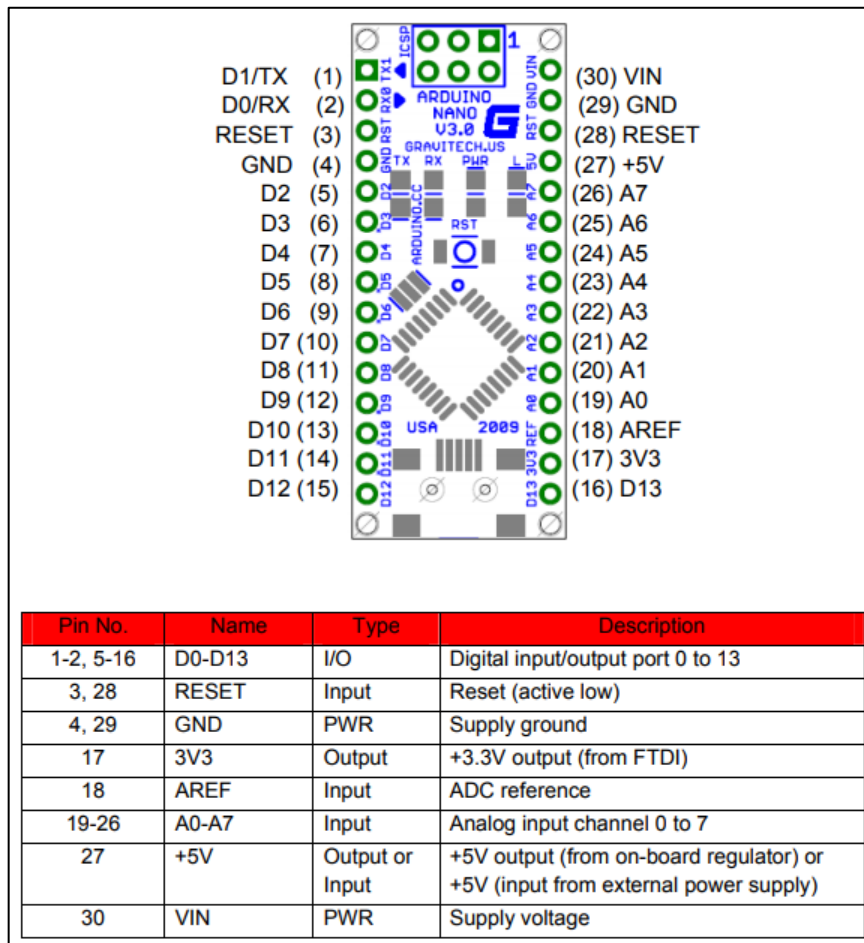 D1/TX (1)
D0/RX (2)
RESET (3)
GND (4)
D2 (5)
D3 (6)
D4 (7)
D5 (8)
D6 (9)
D7 (10)
D8 (11)
D9 (12)
D10 (13)
D11 (14)
D12 (15)
ICSP
1
TX1
RX0
RST
GND
D2
D3
D4
D5
D6
D7
D8
D9
D10
D11
D12
ARDUINO
NANO
V3.0
G
GRAVITECH.US
TX RX PWR L
ARDUINO.CC
RST
USA 2009
VIN
GND
RST
5V
A7
A6
A5
A4
A3
A2
A1
A0
REF
3V3
D13
(30) VIN
(29) GND
(28) RESET
(27) +5V
(26) A7
(25) A6
(24) A5
(23) A4
(22) A3
(21) A2
(20) A1
(19) A0
(18) AREF
(17) 3V3
(16) D13
Pin No. Name Type Description
1-2, 5-16 D0-D13 I/O Digital input/output port 0 to 13
3, 28 RESET Input Reset (active low)
4, 29 GND PWR Supply ground
17 3V3 Output +3.3V output (from FTDI)
18 AREF Input ADC reference
19-26 A0-A7 Input Analog input channel 0 to 7
27 +5V Output or +5V output (from on-board regulator) or
Input +5V (input from external power supply)
30 VIN PWR Supply voltage